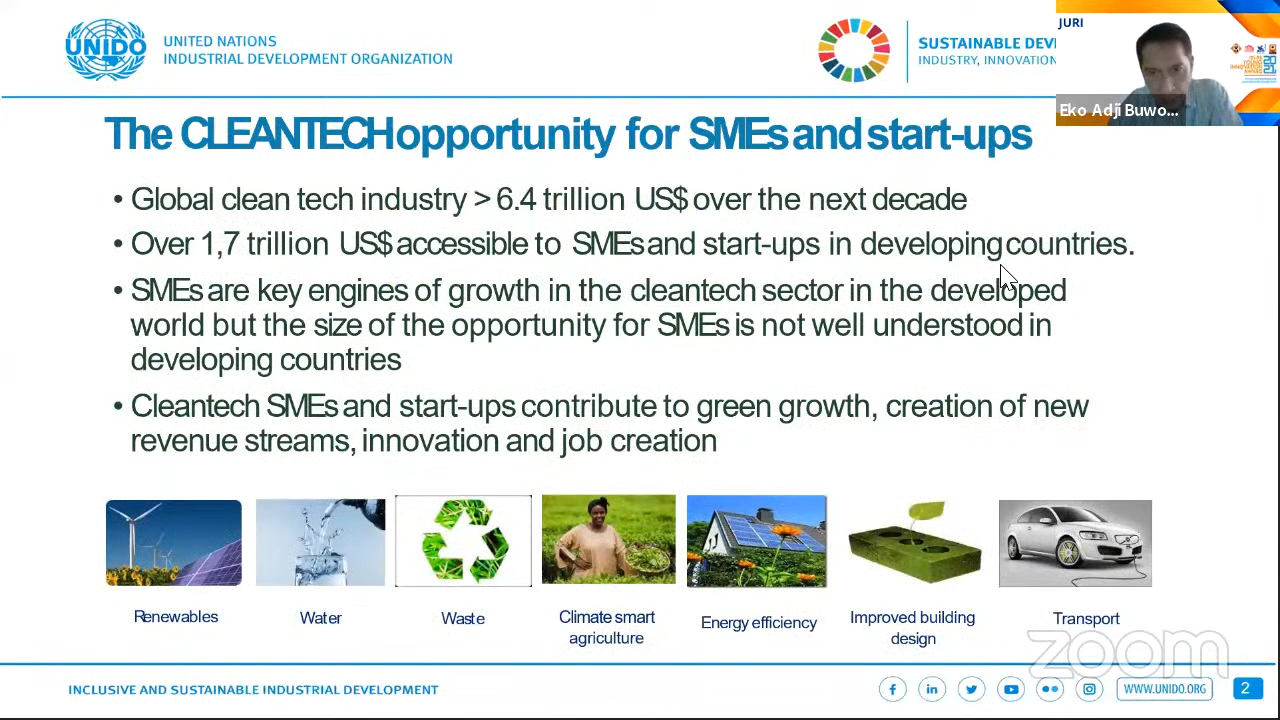 UNIDO
UNITED NATIONS
INDUSTRIAL DEVELOPMENT ORGANIZATION
SUSTAINABLE DEV
INDUSTRY, INNOVATION
JURI
Eko Adji Buwo...
The CLEANTECH opportunity for SMEs and start-ups
• Global clean tech industry > 6.4 trillion US$ over the next decade
• Over 1,7 trillion US$ accessible to SMEs and start-ups in developing countries.
• SMEs are key engines of growth in the cleantech sector in the developed
world but the size of the opportunity for SMEs is not well understood in
developing countries
• Cleantech SMEs and start-ups contribute to green growth, creation of new
revenue streams, innovation and job creation
Renewables
Water
Waste
Climate smart
agriculture
Energy efficiency
Improved building
design
Transport
zoom
INCLUSIVE AND SUSTAINABLE INDUSTRIAL DEVELOPMENT
WWW.UNIDO.ORG
2